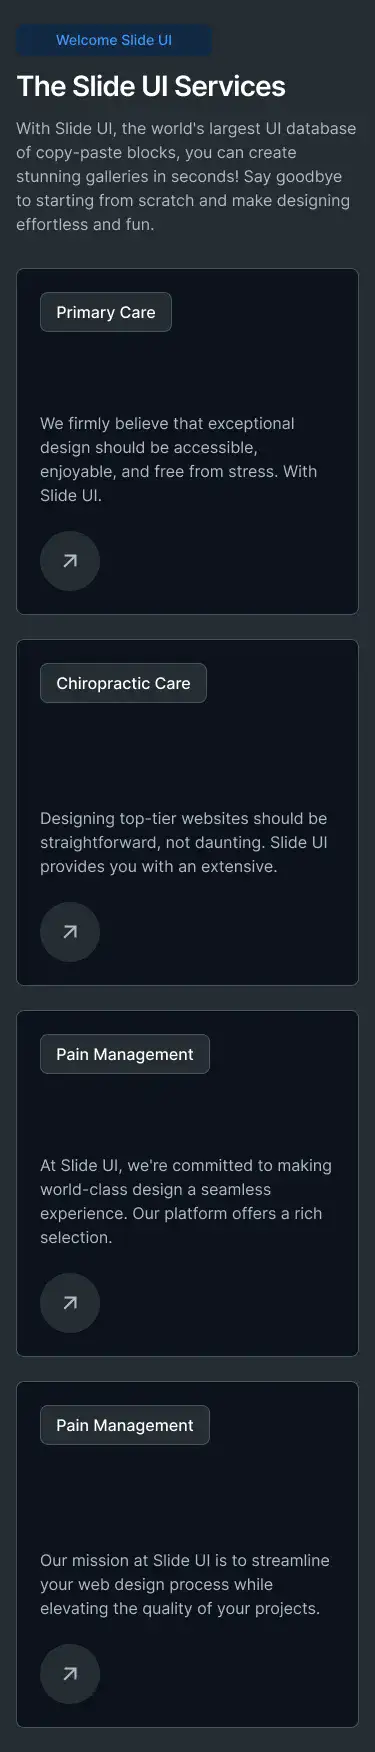 Welcome Slide UI
The Slide UI Services
With Slide UI, the world's largest UI database
of copy-paste blocks, you can create
stunning galleries in seconds! Say goodbye
to starting from scratch and make designing
effortless and fun.
Primary Care
We firmly believe that exceptional
design should be accessible,
enjoyable, and free from stress. With
Slide UI.
Chiropractic Care
Designing top-tier websites should be
straightforward, not daunting. Slide UI
provides you with an extensive.
Pain Management
At Slide UI, we're committed to making
world-class design a seamless
experience. Our platform offers a rich
selection.
Pain Management
Our mission at Slide UI is to streamline
your web design process while
elevating the quality of your projects.